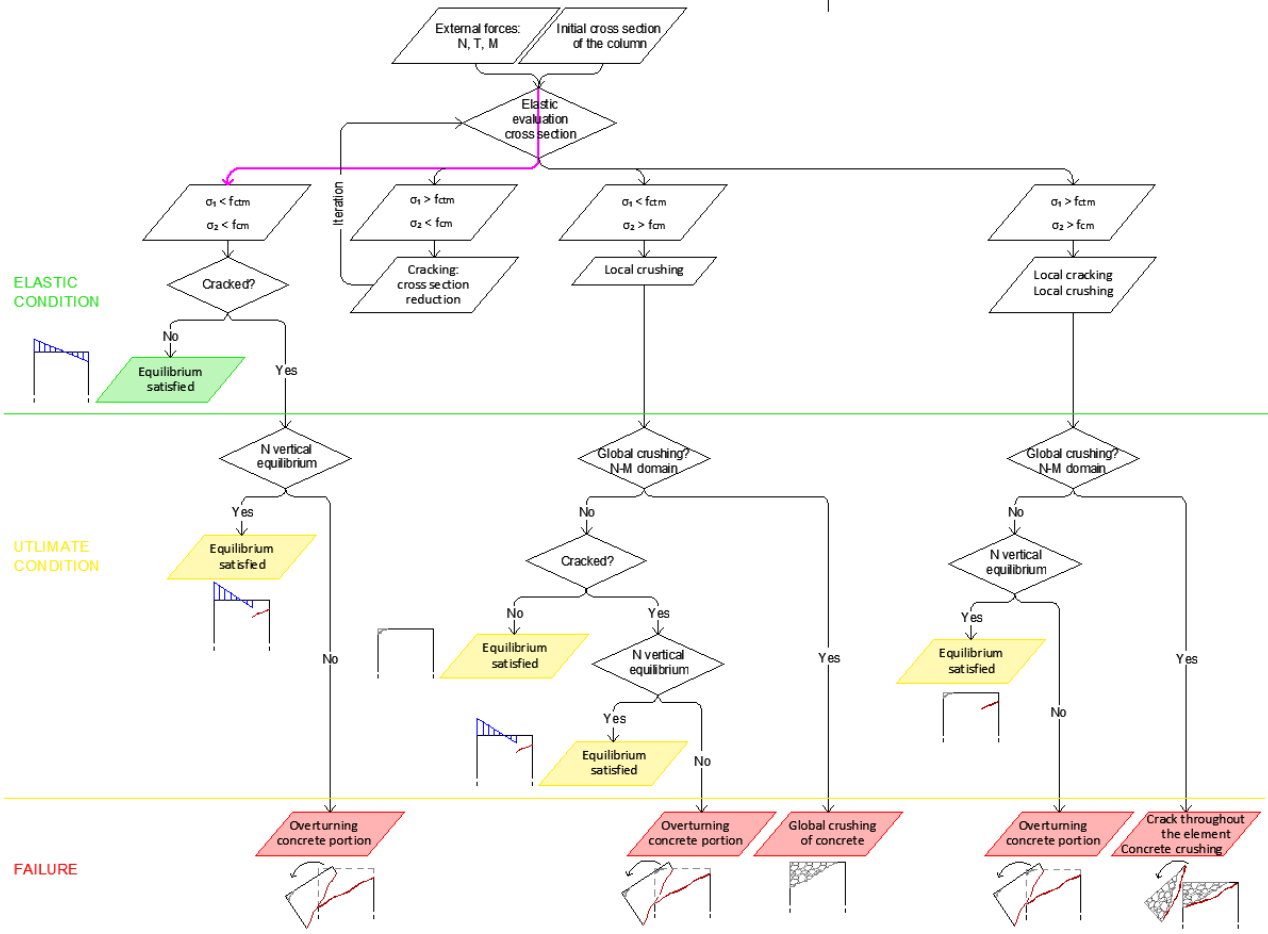 External forces:
N, T, M
Initial cross section
of the column
Elastic
evaluation
cross section
Iteration
σ₁ < fctm
σ₂ < fcm
σ₁ > fctm
σ₂ < fcm
σ₁ < fctm
σ₂ > fcm
σ₁ > fctm
σ₂ > fcm
ELASTIC
CONDITION
Cracked?
Cracking:
cross section
reduction
Local crushing
Local cracking
Local crushing
No
Yes
Equilibrium
satisfied
N vertical
equilibrium
Global crushing?
N-M domain
Global crushing?
N-M domain
UTLIMATE
CONDITION
Yes
No
Equilibrium
satisfied
No
Yes
Cracked?
No
Yes
Equilibrium
satisfied
N vertical
equilibrium
Yes
No
Equilibrium
satisfied
No
Yes
N vertical
equilibrium
Yes
No
Equilibrium
satisfied
FAILURE
Overturning
concrete portion
Overturning
concrete portion
Global crushing
of concrete
Overturning
concrete portion
Crack throughout
the element
Concrete crushing